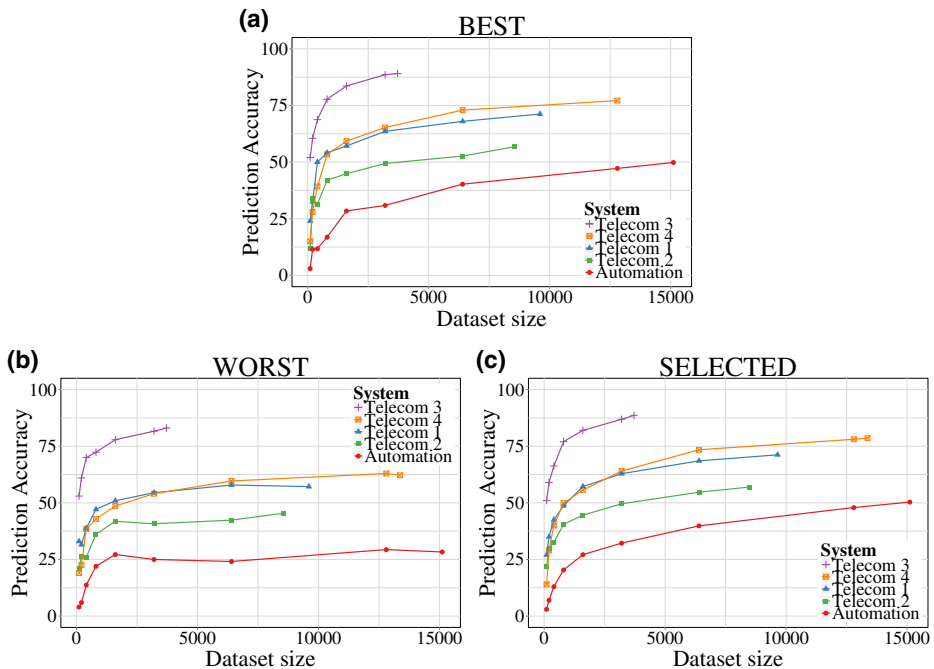 (a)
BEST
100
75
50
25
0
Prediction Accuracy
System
Telecom 3
Telecom 4
Telecom 1
Telecom 2
Automation
0 5000 10000 15000
Dataset size
(b)
WORST
100
75
50
25
0
Prediction Accuracy
System
Telecom 3
Telecom 4
Telecom 1
Telecom 2
Automation
0 5000 10000 15000
Dataset size
(c)
SELECTED
100
75
50
25
0
Prediction Accuracy
System
Telecom 3
Telecom 4
Telecom 1
Telecom 2
Automation
0 5000 10000 15000
Dataset size